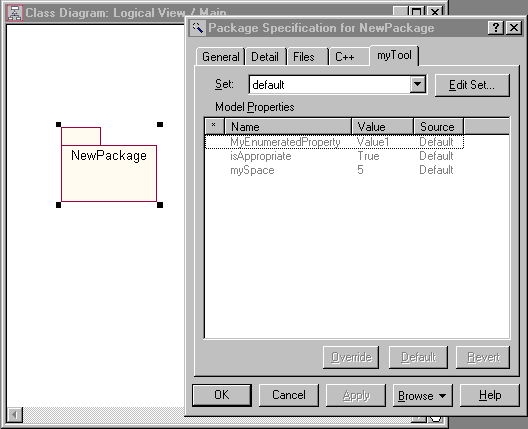 Class Diagram: Logical View / Main
NewPackage
Package Specification for NewPackage
General Detail Files C++ myTool
Set: default Edit Set...
Model Properties
* Name Value Source
MyEnumeratedProperty Value1 Default
isAppropriate True Default
mySpace 5 Default
Override Default Revert
OK Cancel Apply Browse Help